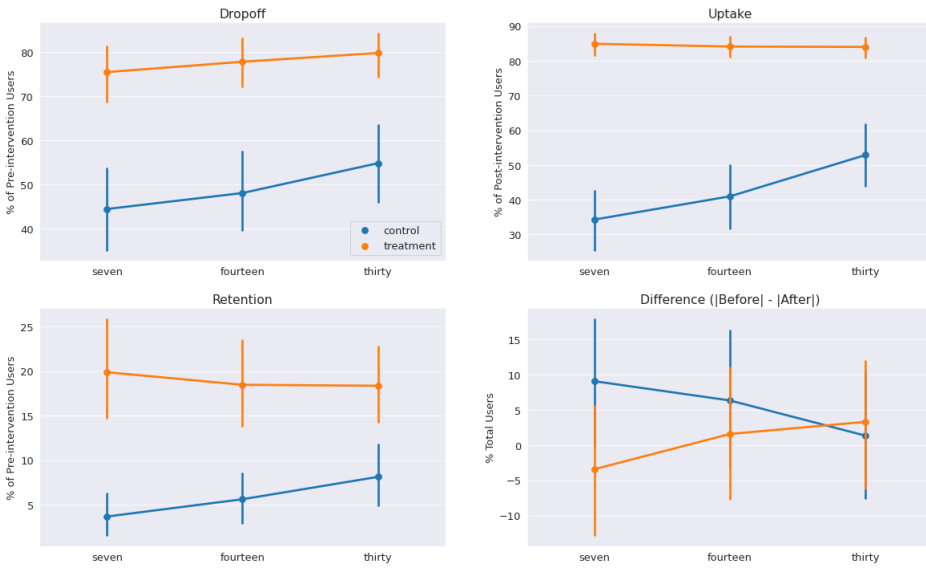 Dropoff
% of Pre-intervention Users
80
70
60
50
40
seven fourteen thirty
control
treatment
Uptake
% of Post-intervention Users
90
80
70
60
50
40
30
seven fourteen thirty
Retention
% of Pre-intervention Users
25
20
15
10
5
seven fourteen thirty
Difference (|Before| - |After|)
% Total Users
15
10
5
0
−5
−10
seven fourteen thirty